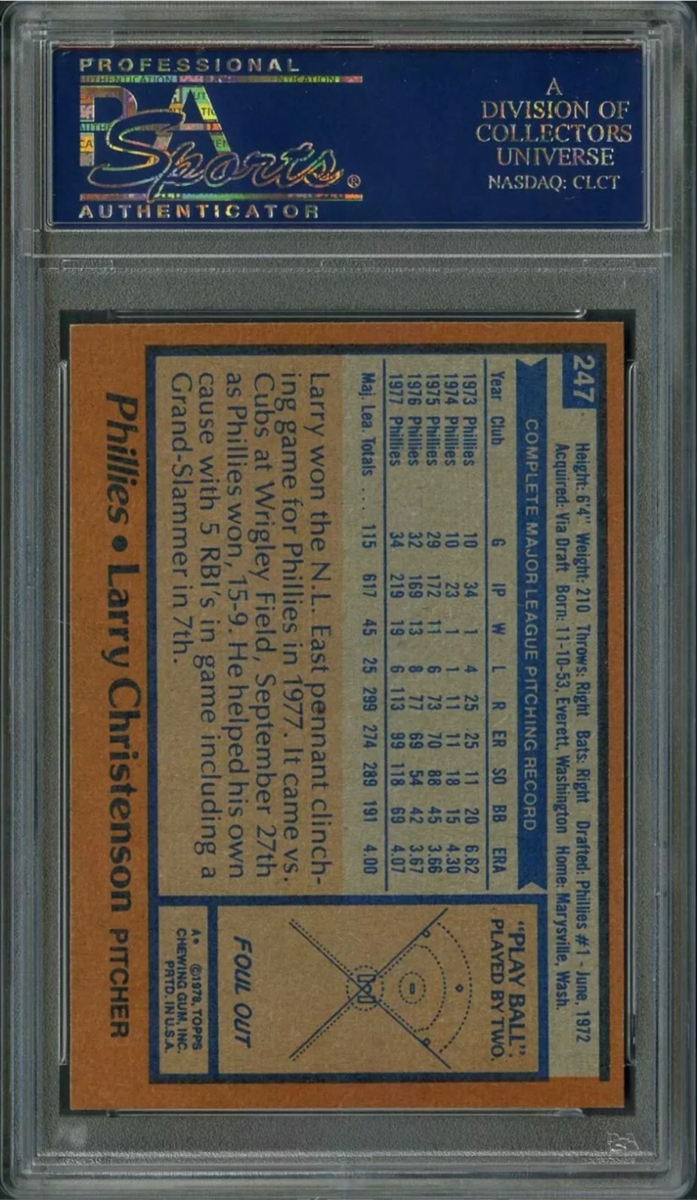 PROFESSIONAL
PSA
Sports®
AUTHENTICATOR
A
DIVISION OF
COLLECTORS
UNIVERSE
NASDAQ: CLCT
247
Height: 6'4" Weight: 210 Throws: Right Bats: Right Drafted: Phillies #1 - June, 1972
Acquired: Via Draft Born: 11-10-53, Everett, Washington Home: Marysville, Wash.
COMPLETE MAJOR LEAGUE PITCHING RECORD
Year Club G IP W L R ER SO BB ERA
1973 Phillies 10 34 1 4 25 25 11 20 6.62
1974 Phillies 10 23 1 1 11 11 18 15 4.30
1975 Phillies 29 172 11 6 73 70 88 45 3.66
1976 Phillies 32 169 13 8 77 69 54 42 3.67
1977 Phillies 34 219 19 6 113 99 118 69 4.07
Maj. Lea. Totals .... 115 617 45 25 299 274 289 191 4.00
Larry won the N.L. East pennant clinch-
ing game for Phillies in 1977. It came vs.
Cubs at Wrigley Field, September 27th
as Phillies won, 15-9. He helped his own
cause with 5 RBI's in game including a
Grand-Slammer in 7th.
"PLAY BALL".
PLAYED BY TWO.
FOUL OUT
A* ©1978, TOPPS
CHEWING GUM, INC.
PRTD. IN U.S.A.
Phillies • Larry Christenson PITCHER